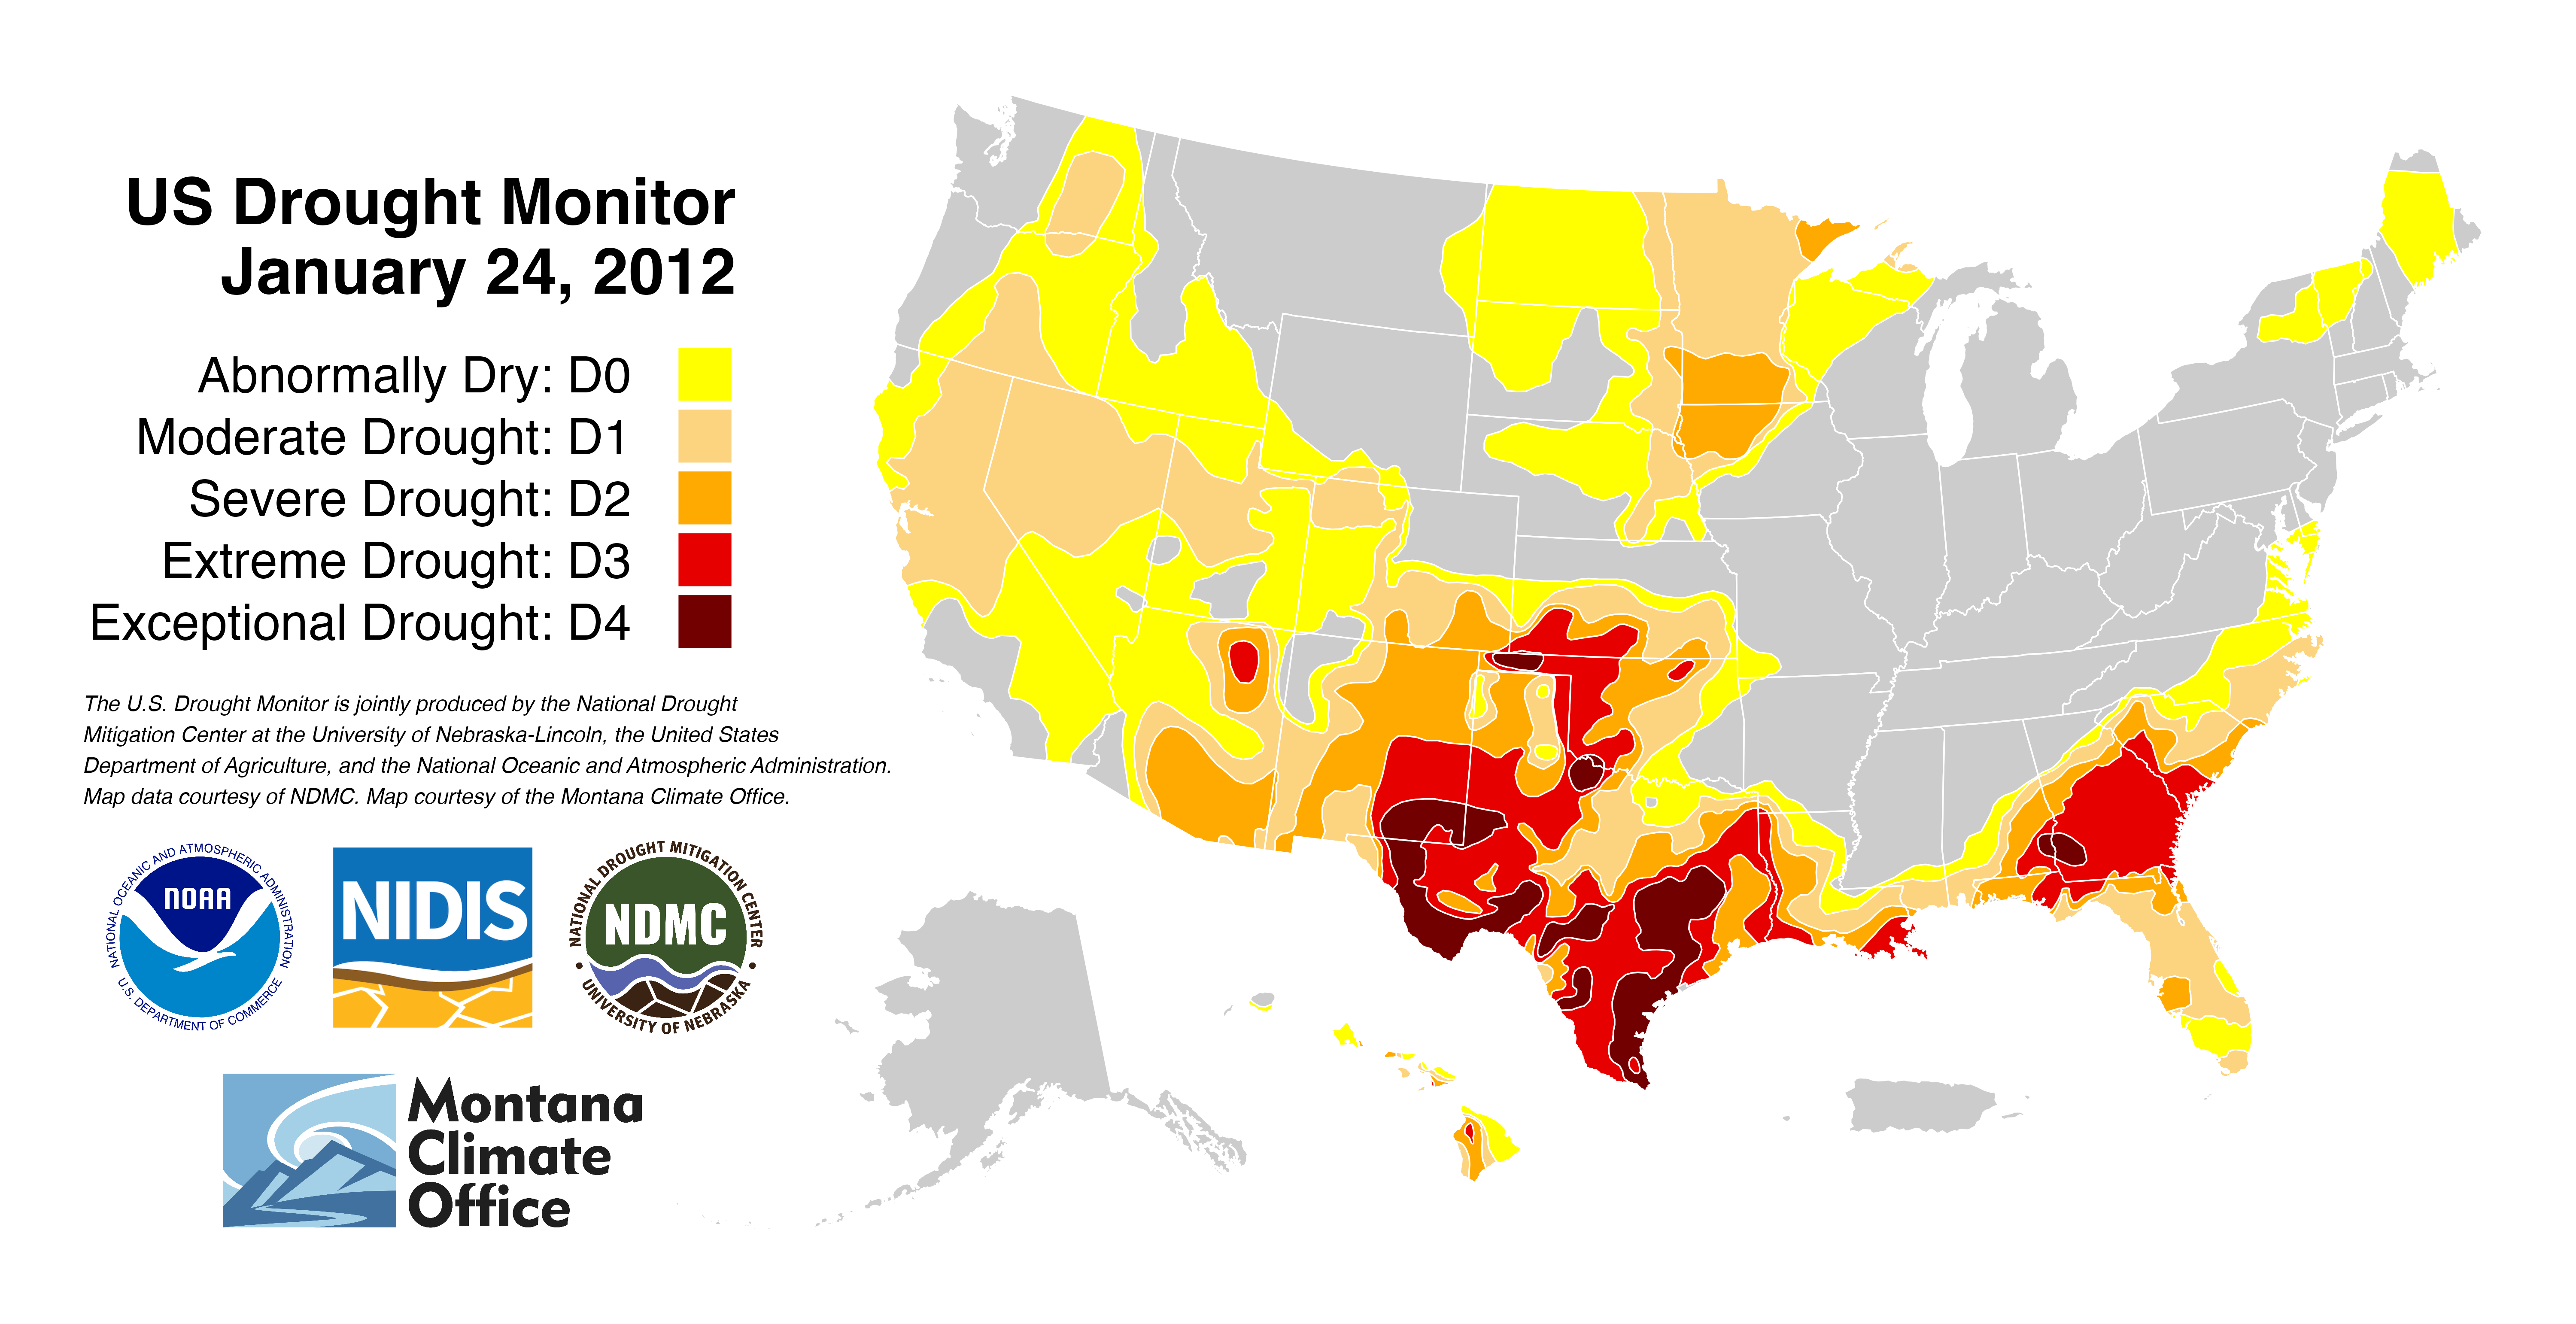 US Drought Monitor
January 24, 2012
Abnormally Dry: D0
Moderate Drought: D1
Severe Drought: D2
Extreme Drought: D3
Exceptional Drought: D4
The U.S. Drought Monitor is jointly produced by the National Drought
Mitigation Center at the University of Nebraska-Lincoln, the United States
Department of Agriculture, and the National Oceanic and Atmospheric Administration.
Map data courtesy of NDMC. Map courtesy of the Montana Climate Office.
NATIONAL OCEANIC AND ATMOSPHERIC ADMINISTRATION
NOAA
U.S. DEPARTMENT OF COMMERCE
NIDIS
NATIONAL DROUGHT MITIGATION CENTER
NDMC
UNIVERSITY OF NEBRASKA
Montana
Climate
Office